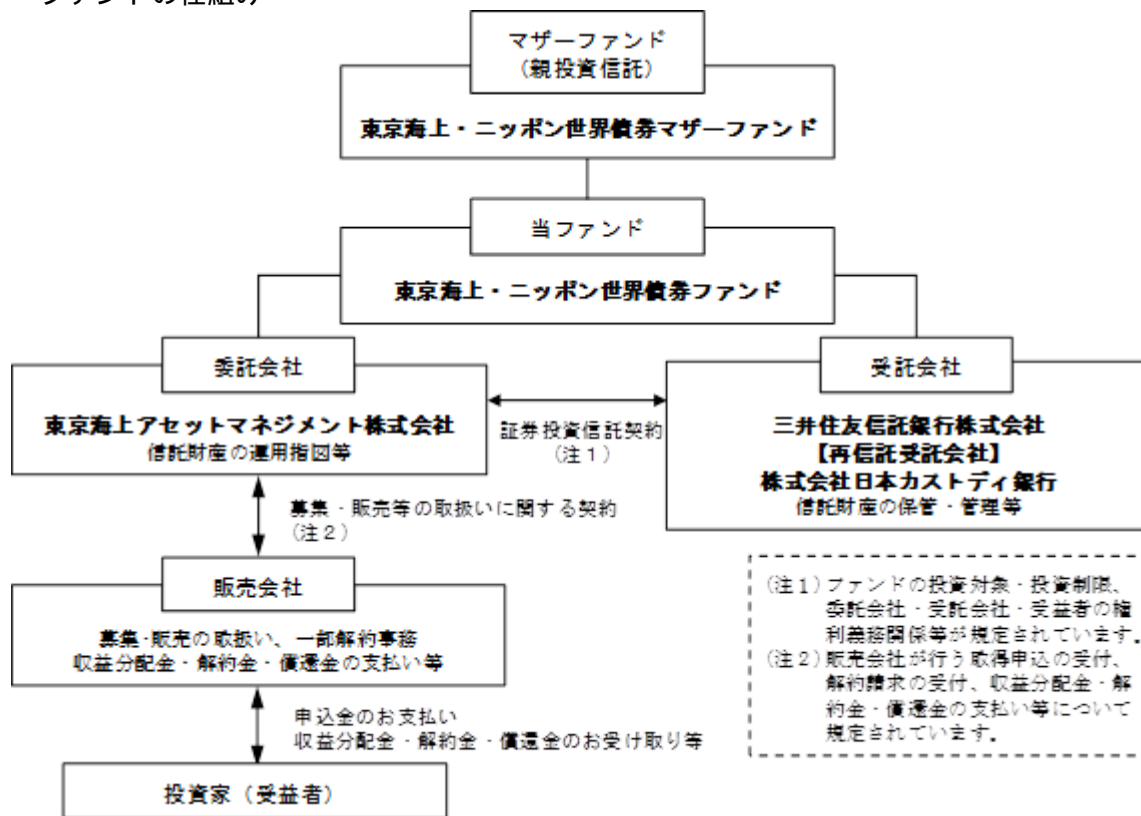 ファンドの仕組み
マザーファンド
（親投資信託）
東京海上・ニッポン世界債券マザーファンド
当ファンド
東京海上・ニッポン世界債券ファンド
委託会社
東京海上アセットマネジメント株式会社
信託財産の運用指図等
証券投資信託契約
（注１）
受託会社
三井住友信託銀行株式会社
【再信託受託会社】
株式会社日本カストディ銀行
信託財産の保管・管理等
募集・販売等の取扱いに関する契約
（注２）
販売会社
募集・販売の取扱い、一部解約事務
収益分配金・解約金・償還金の支払い等
申込金のお支払い
収益分配金・解約金・償還金のお受け取り等
投資家（受益者）
（注１）ファンドの投資対象・投資制限、
委託会社・受託会社・受益者の権
利義務関係等が規定されています。
（注２）販売会社が行う取得申込の受付、
解約請求の受付、収益分配金・解
約金・償還金の支払い等について
規定されています。